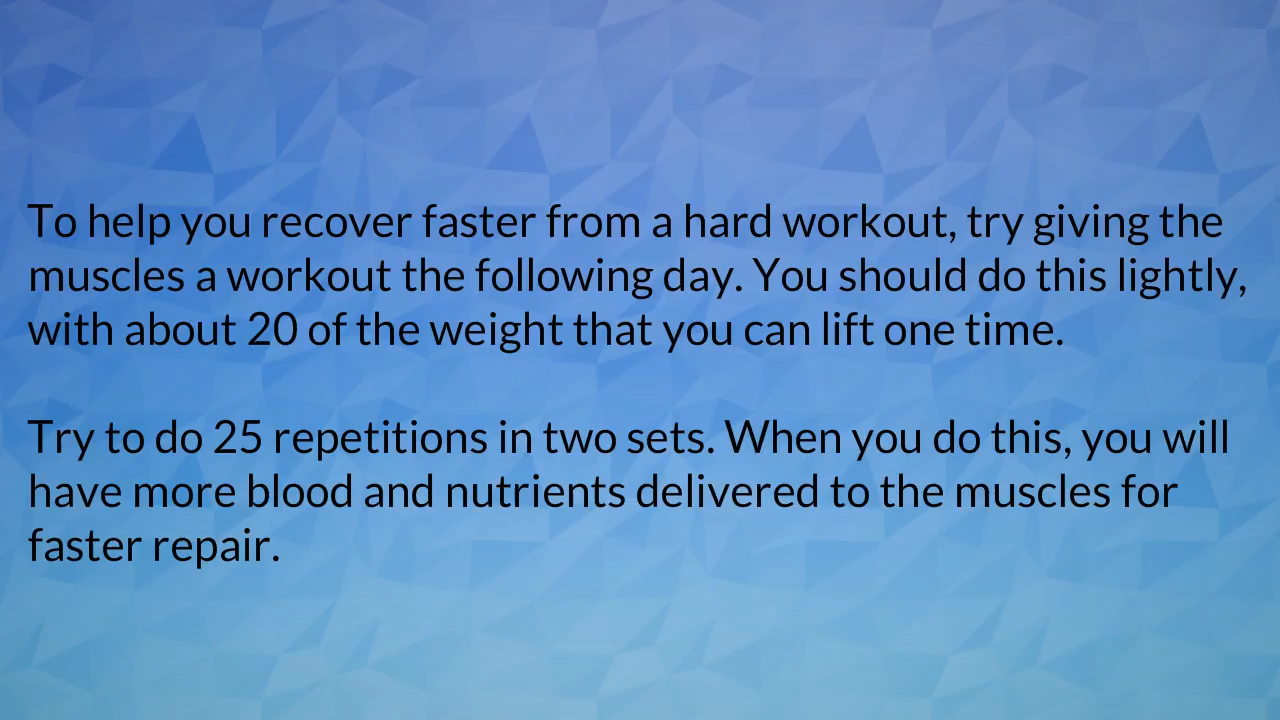 To help you recover faster from a hard workout, try giving the
muscles a workout the following day. You should do this lightly,
with about 20 of the weight that you can lift one time.
Try to do 25 repetitions in two sets. When you do this, you will
have more blood and nutrients delivered to the muscles for
faster repair.